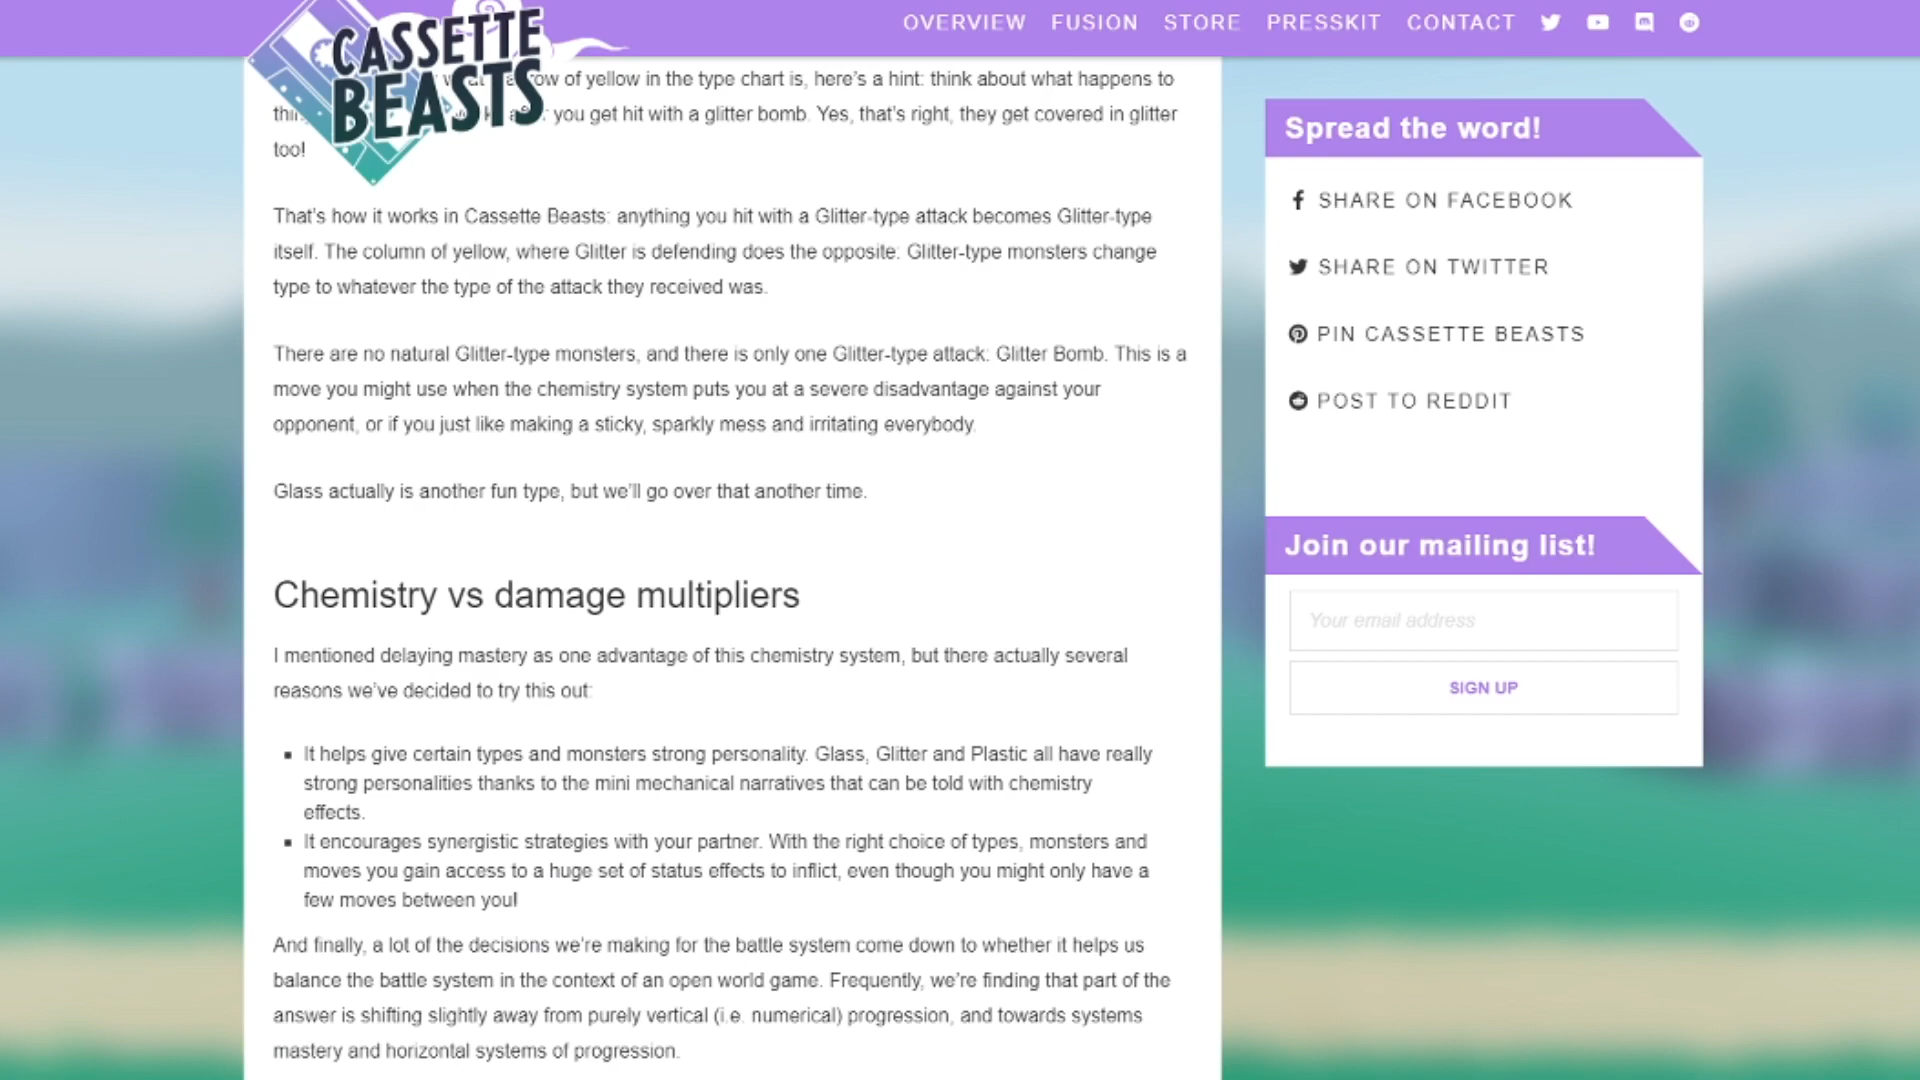 CASSETTE
BEASTS
OVERVIEW FUSION STORE PRESSKIT CONTACT
row of yellow in the type chart is, here's a hint: think about what happens to
you get hit with a glitter bomb. Yes, that's right, they get covered in glitter
too!
That's how it works in Cassette Beasts: anything you hit with a Glitter-type attack becomes Glitter-type
itself. The column of yellow, where Glitter is defending does the opposite: Glitter-type monsters change
type to whatever the type of the attack they received was.
There are no natural Glitter-type monsters, and there is only one Glitter-type attack: Glitter Bomb. This is a
move you might use when the chemistry system puts you at a severe disadvantage against your
opponent, or if you just like making a sticky, sparkly mess and irritating everybody.
Glass actually is another fun type, but we'll go over that another time.
Chemistry vs damage multipliers
I mentioned delaying mastery as one advantage of this chemistry system, but there actually several
reasons we've decided to try this out:
▪ It helps give certain types and monsters strong personality. Glass, Glitter and Plastic all have really
strong personalities thanks to the mini mechanical narratives that can be told with chemistry
effects.
▪ It encourages synergistic strategies with your partner. With the right choice of types, monsters and
moves you gain access to a huge set of status effects to inflict, even though you might only have a
few moves between you!
And finally, a lot of the decisions we're making for the battle system come down to whether it helps us
balance the battle system in the context of an open world game. Frequently, we're finding that part of the
answer is shifting slightly away from purely vertical (i.e. numerical) progression, and towards systems
mastery and horizontal systems of progression.
Spread the word!
SHARE ON FACEBOOK
SHARE ON TWITTER
PIN CASSETTE BEASTS
POST TO REDDIT
Join our mailing list!
Your email address
SIGN UP